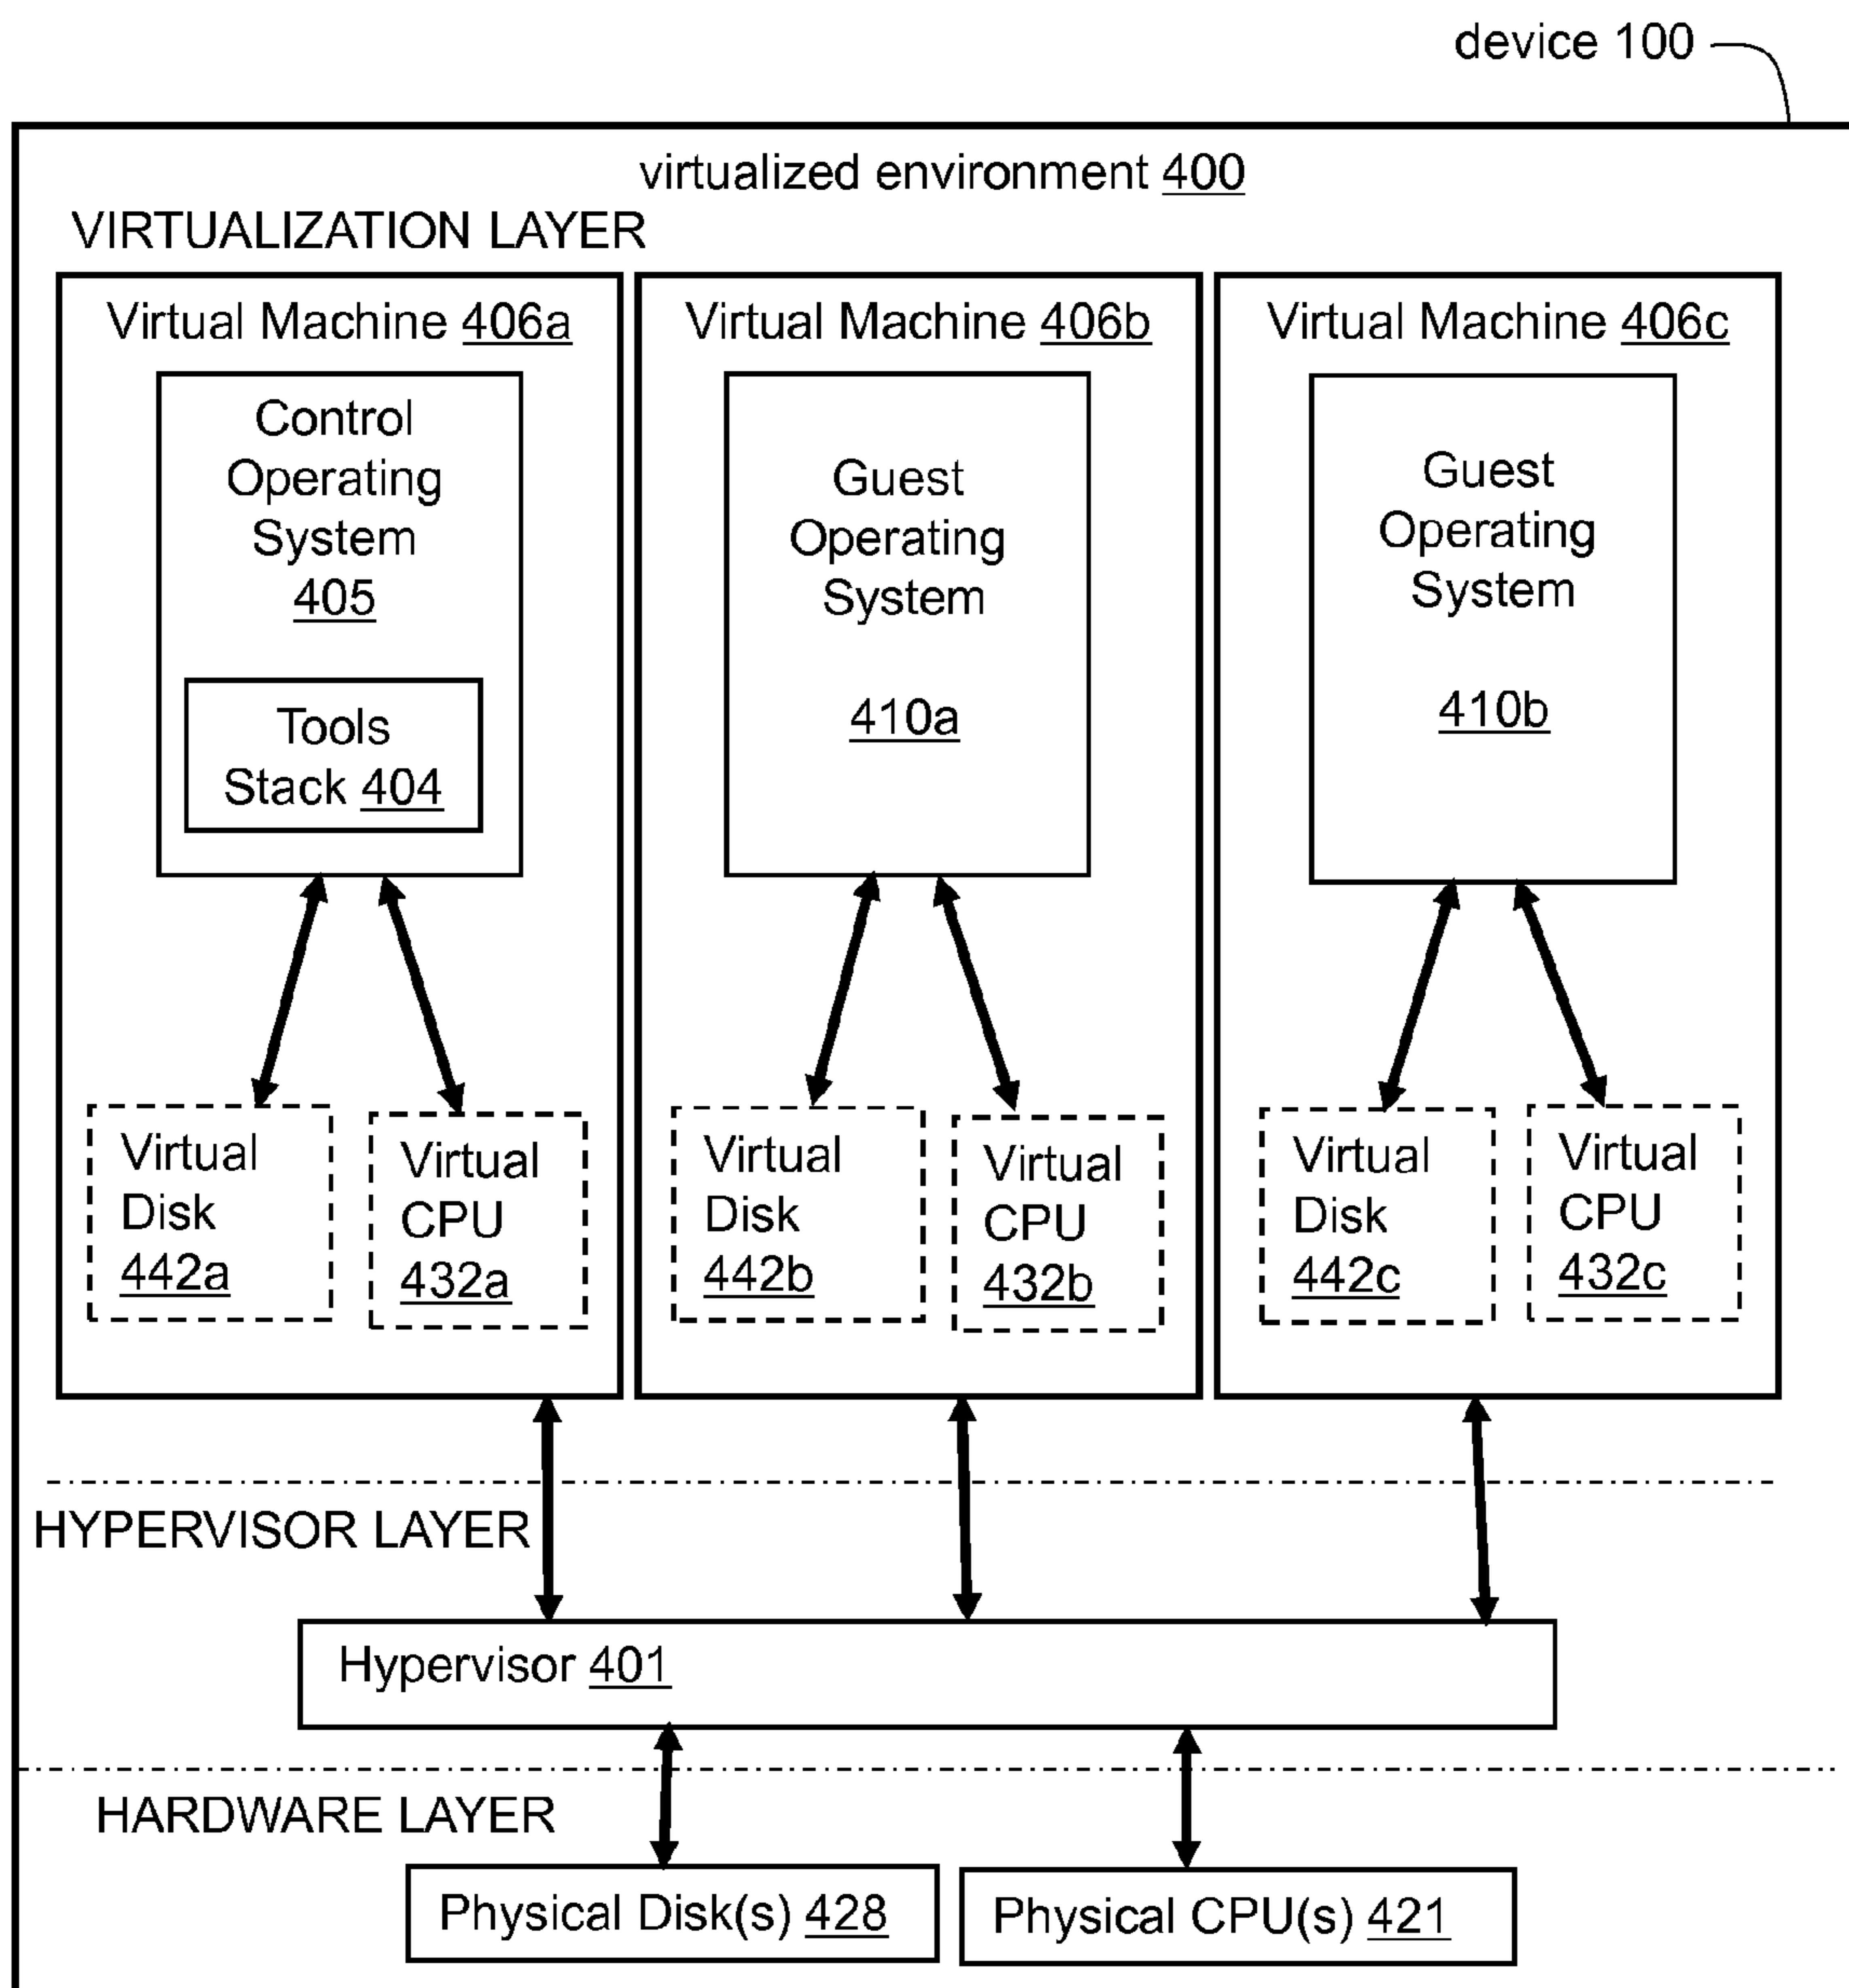 device 100
virtualized environment 400
VIRTUALIZATION LAYER
Virtual Machine 406a
Control
Operating
System
405
Tools
Stack 404
Virtual
Disk
442a
Virtual
CPU
432a
Virtual Machine 406b
Guest
Operating
System
410a
Virtual
Disk
442b
Virtual
CPU
432b
Virtual Machine 406c
Guest
Operating
System
410b
Virtual
Disk
442c
Virtual
CPU
432c
HYPERVISOR LAYER
Hypervisor 401
HARDWARE LAYER
Physical Disk(s) 428
Physical CPU(s) 421